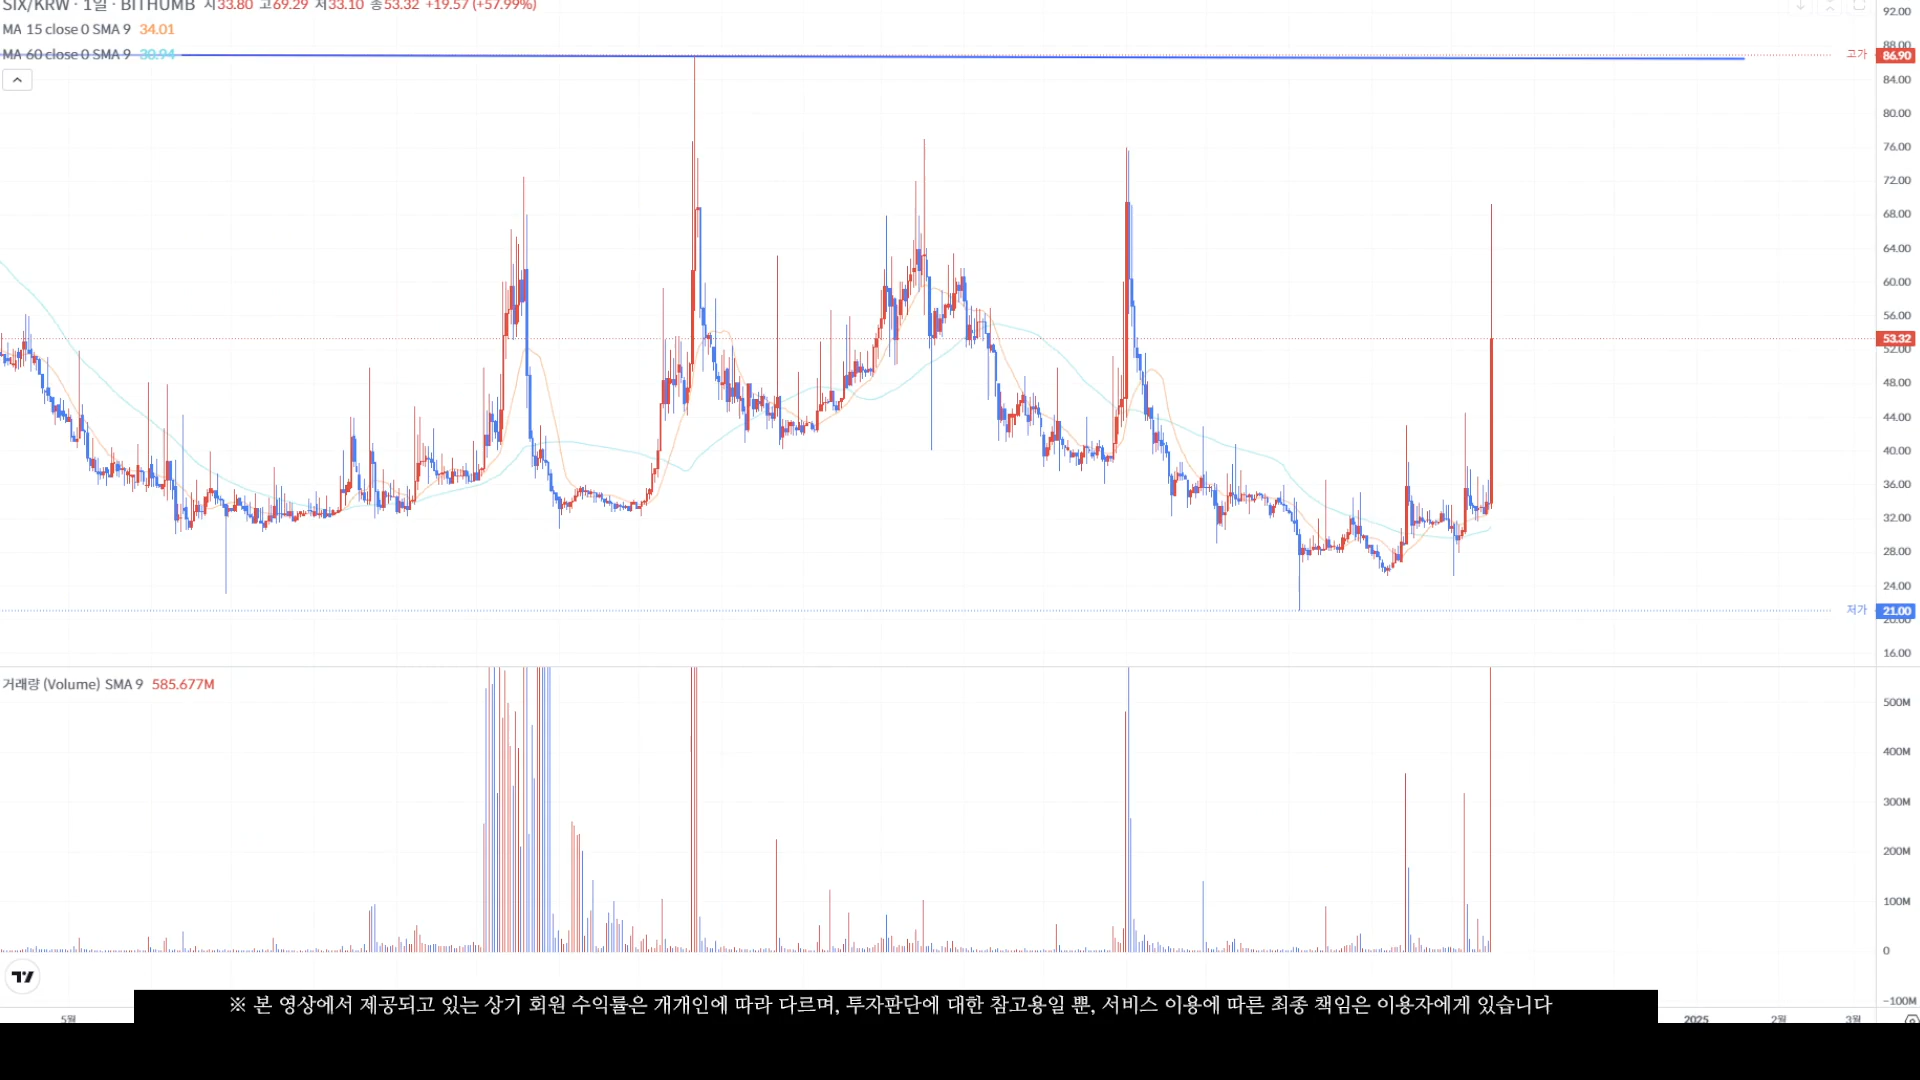 SIX/KRW · 1일 · BITHUMB 시33.80 고69.29 저33.10 종53.32 +19.57 (+57.99%)
MA 15 close 0 SMA 9 34.01
MA 60 close 0 SMA 9 30.94
92.00
88.00
고가 86.90
84.00
80.00
76.00
72.00
68.00
64.00
60.00
56.00
53.32
52.00
48.00
44.00
40.00
36.00
32.00
28.00
24.00
저가 21.00
20.00
16.00
거래량 (Volume) SMA 9 585.677M
500M
400M
300M
200M
100M
0
−100M
※ 본 영상에서 제공되고 있는 상기 회원 수익률은 개개인에 따라 다르며, 투자판단에 대한 참고용일 뿐, 서비스 이용에 따른 최종 책임은 이용자에게 있습니다
5월 2025 2월 3월